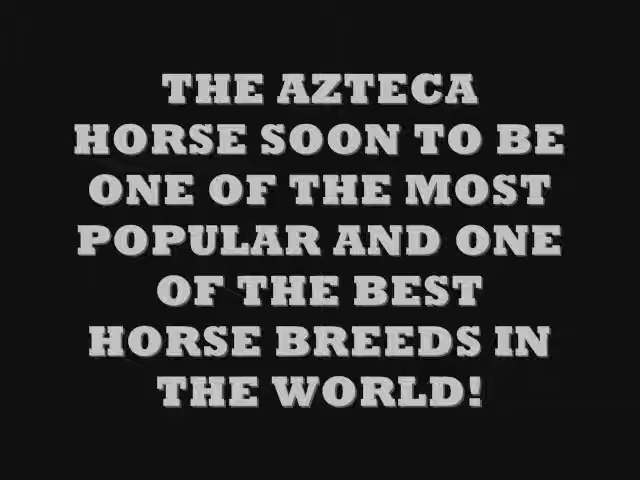 THE AZTECA
HORSE SOON TO BE
ONE OF THE MOST
POPULAR AND ONE
OF THE BEST
HORSE BREEDS IN
THE WORLD!